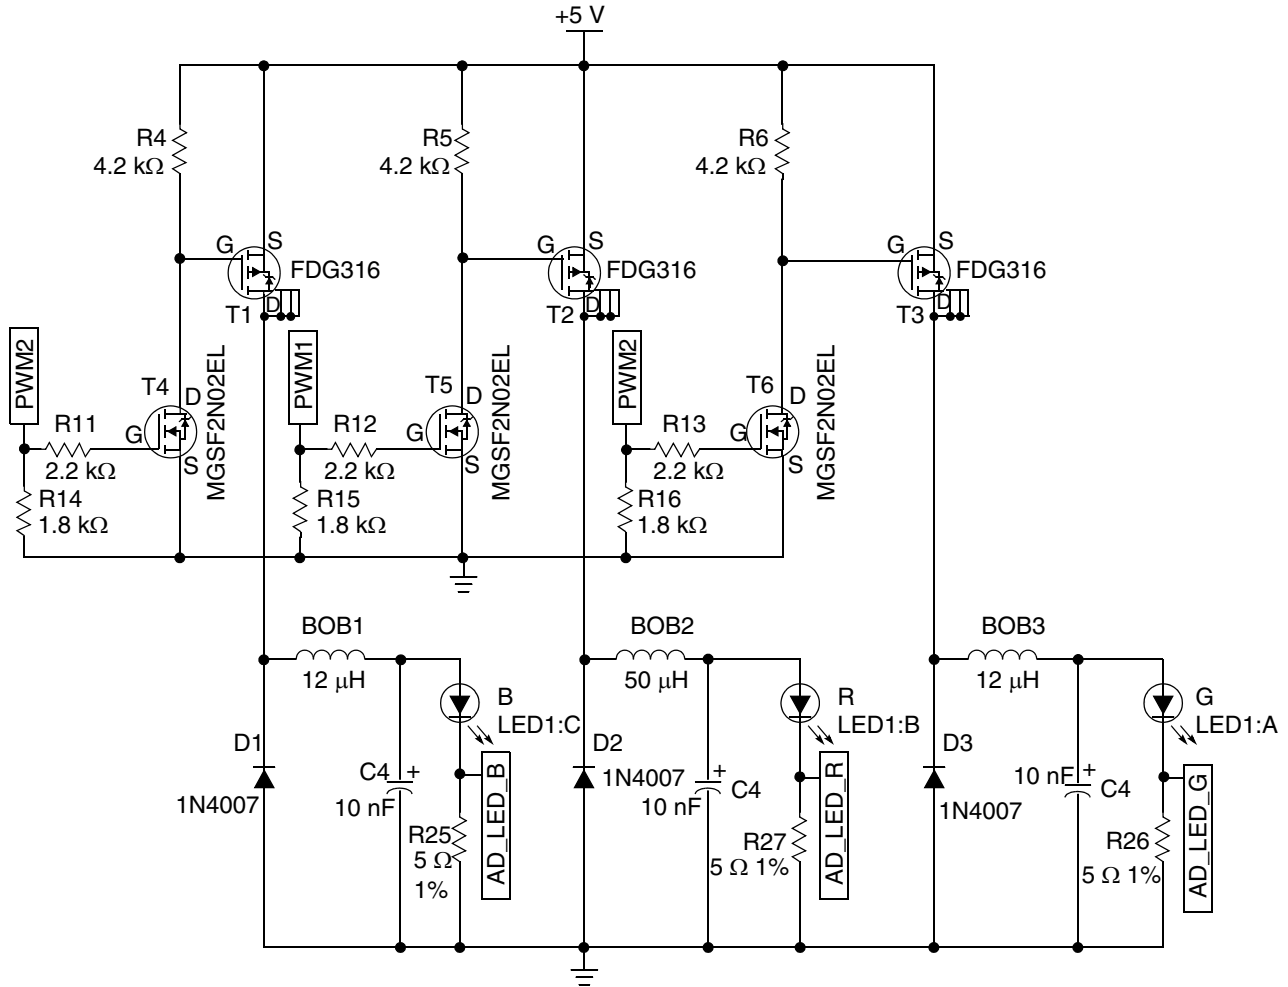 +5 V
R4
4.2 kΩ
R5
4.2 kΩ
R6
4.2 kΩ
G
S
FDG316
D
T1
G
S
FDG316
D
T2
G
S
FDG316
D
T3
PWM2
R11
2.2 kΩ
R14
1.8 kΩ
T4
D
G
S
MGSF2N02EL
PWM1
R12
2.2 kΩ
R15
1.8 kΩ
T5
D
G
S
MGSF2N02EL
PWM2
R13
2.2 kΩ
R16
1.8 kΩ
T6
D
G
S
MGSF2N02EL
BOB1
12 μH
B
LED1:C
D1
1N4007
C4
+
10 nF
R25
5 Ω
1%
AD_LED_B
BOB2
50 μH
R
LED1:B
D2
1N4007
+
10 nF
C4
R27
5 Ω 1%
AD_LED_R
BOB3
12 μH
G
LED1:A
D3
1N4007
10 nF
+
C4
R26
5 Ω 1%
AD_LED_G